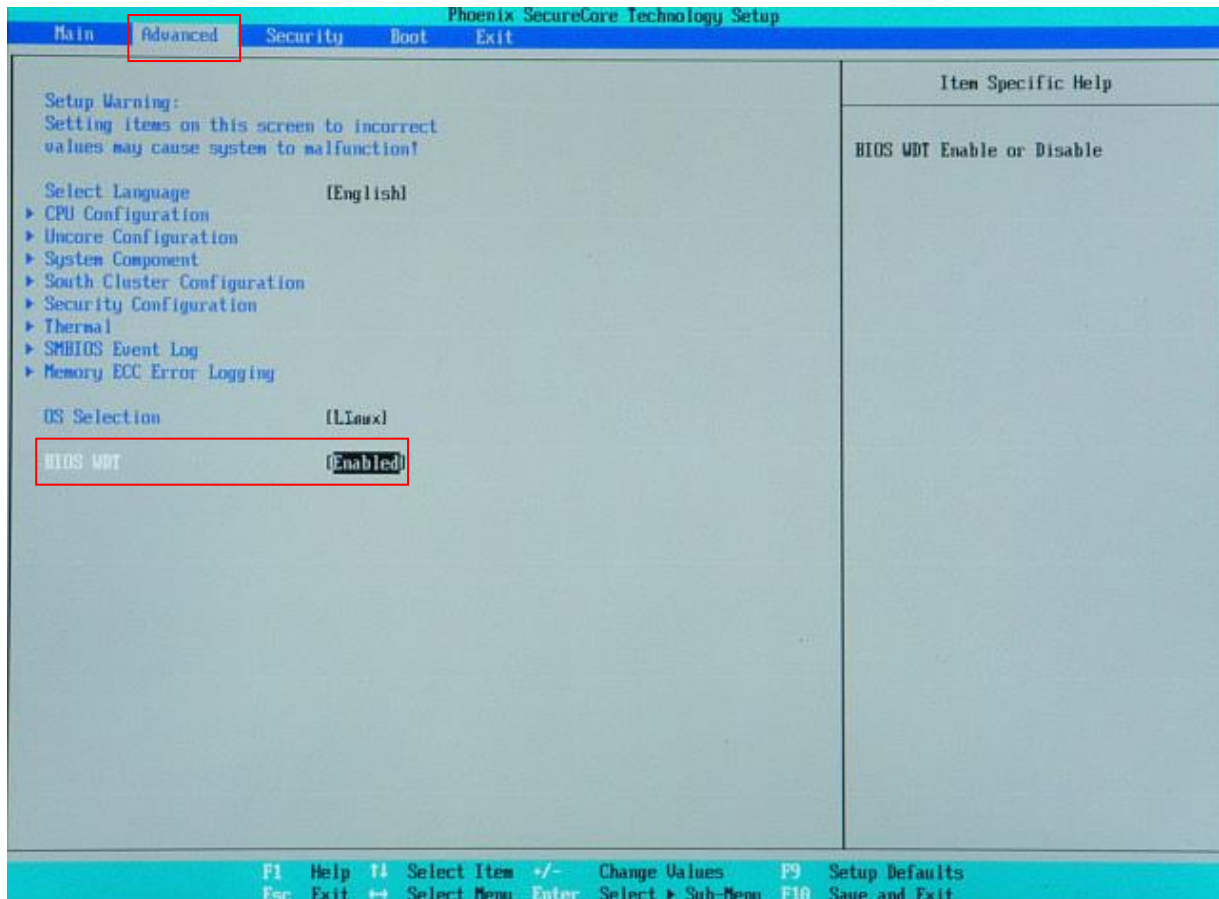 Phoenix SecureCore Technology Setup
Main Advanced Security Boot Exit
Setup Warning:
Setting items on this screen to incorrect
values may cause system to malfunction!
Select Language [English]
▶ CPU Configuration
▶ Uncore Configuration
▶ System Component
▶ South Cluster Configuration
▶ Security Configuration
▶ Thermal
▶ SMBIOS Event Log
▶ Memory ECC Error Logging
OS Selection
BIOS WDT [Enabled]
Item Specific Help
BIOS WDT Enable or Disable
F1 Help ↑↓ Select Item +/- Change Values F9 Setup Defaults
Esc Exit ↔ Select Menu Enter Select ▶ Sub-Menu F10 Save and Exit